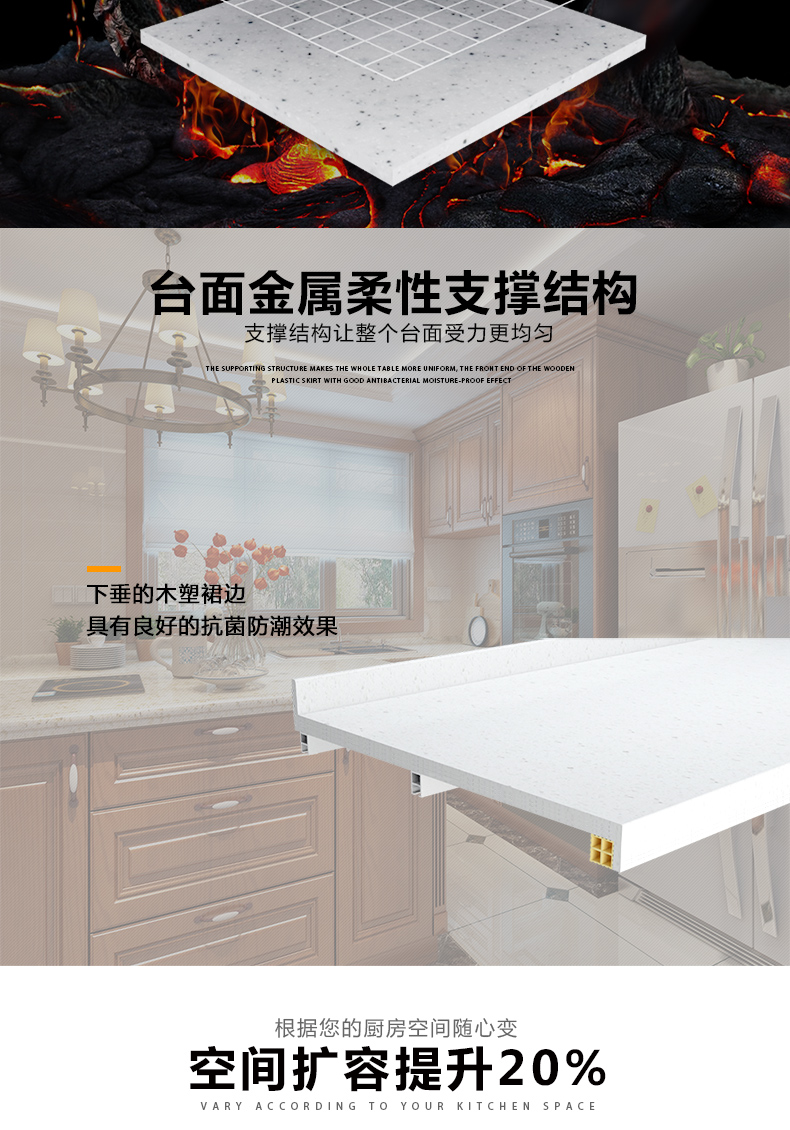 台面金属柔性支撑结构
支撑结构让整个台面受力更均匀
THE SUPPORTING STRUCTURE MAKES THE WHOLE TABLE MORE UNIFORM, THE FRONT END OF THE WOODEN
PLASTIC SKIRT WITH GOOD ANTIBACTERIAL MOISTURE-PROOF EFFECT
下垂的木塑裙边
具有良好的抗菌防潮效果
根据您的厨房空间随心变
空间扩容提升20%
VARY ACCORDING TO YOUR KITCHEN SPACE